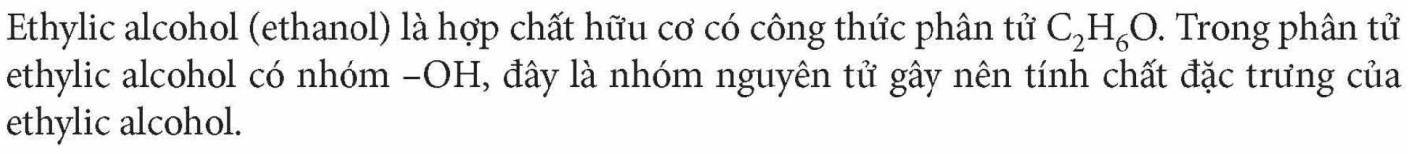 Ethylic alcohol (ethanol) là hợp chất hữu cơ có công thức phân tử C₂H₆O. Trong phân tử
ethylic alcohol có nhóm –OH, đây là nhóm nguyên tử gây nên tính chất đặc trưng của
ethylic alcohol.